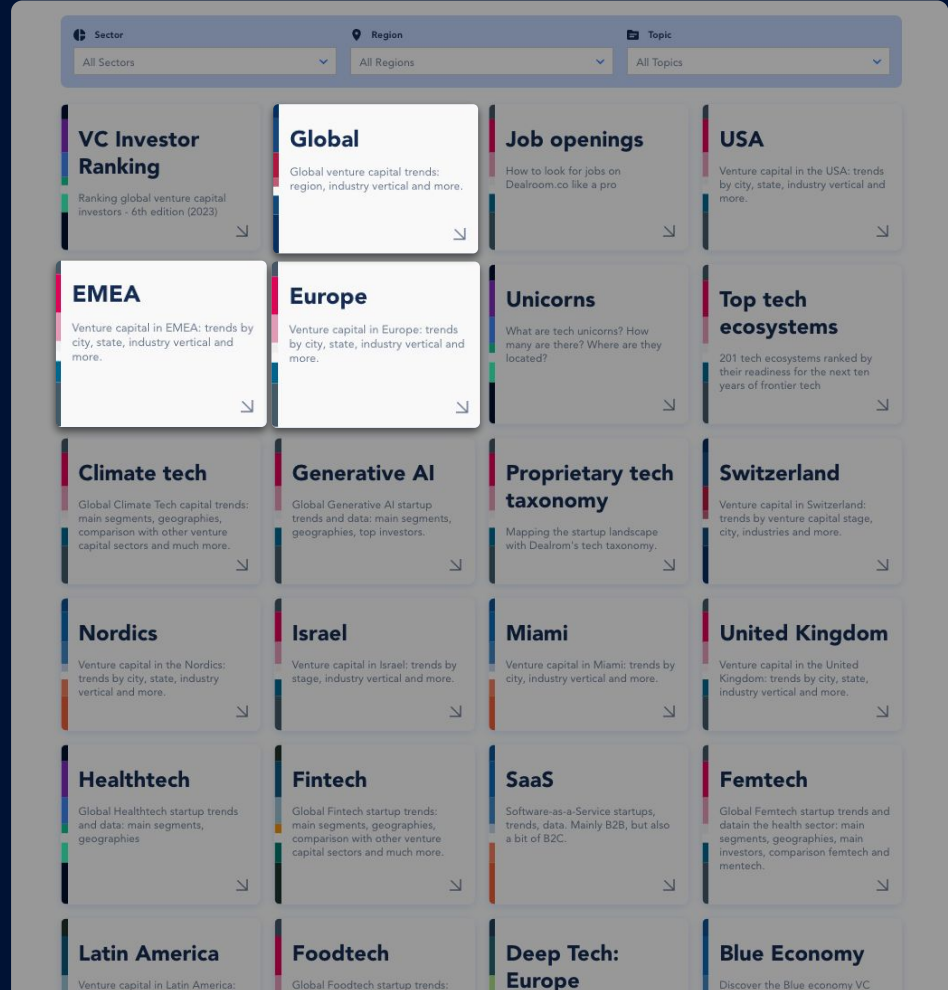 Sector
Region
Topic
All Sectors
All Regions
All Topics
VC Investor
Ranking
Ranking global venture capital
investors - 6th edition (2023)
Global
Global venture capital trends:
region, industry vertical and more.
Job openings
How to look for jobs on
Dealroom.co like a pro
USA
Venture capital in the USA: trends
by city, state, industry vertical and
more.
EMEA
Venture capital in EMEA: trends by
city, state, industry vertical and
more.
Europe
Venture capital in Europe: trends
by city, state, industry vertical and
more.
Unicorns
What are tech unicorns? How
many are there? Where are they
located?
Top tech
ecosystems
201 tech ecosystems ranked by
their readiness for the next ten
years of frontier tech
Climate tech
Global Climate Tech capital trends:
main segments, geographies,
comparison with other venture
capital sectors and much more.
Generative AI
Global Generative AI startup
trends and data: main segments,
geographies, top investors.
Proprietary tech
taxonomy
Mapping the startup landscape
with Dealrom's tech taxonomy.
Switzerland
Venture capital in Switzerland:
trends by venture capital stage,
city, industries and more.
Nordics
Venture capital in the Nordics:
trends by city, state, industry
vertical and more.
Israel
Venture capital in Israel: trends by
stage, industry vertical and more.
Miami
Venture capital in Miami: trends by
city, industry vertical and more.
United Kingdom
Venture capital in the United
Kingdom: trends by city, state,
industry vertical and more.
Healthtech
Global Healthtech startup trends
and data: main segments,
geographies
Fintech
Global Fintech startup trends:
main segments, geographies,
comparison with other venture
capital sectors and much more.
SaaS
Software-as-a-Service startups,
trends, data. Mainly B2B, but also
a bit of B2C.
Femtech
Global Femtech startup trends and
datain the health sector: main
segments, geographies, main
investors, comparison femtech and
mentech.
Latin America
Venture capital in Latin America:
Foodtech
Global Foodtech startup trends:
Deep Tech:
Europe
Blue Economy
Discover the Blue economy VC